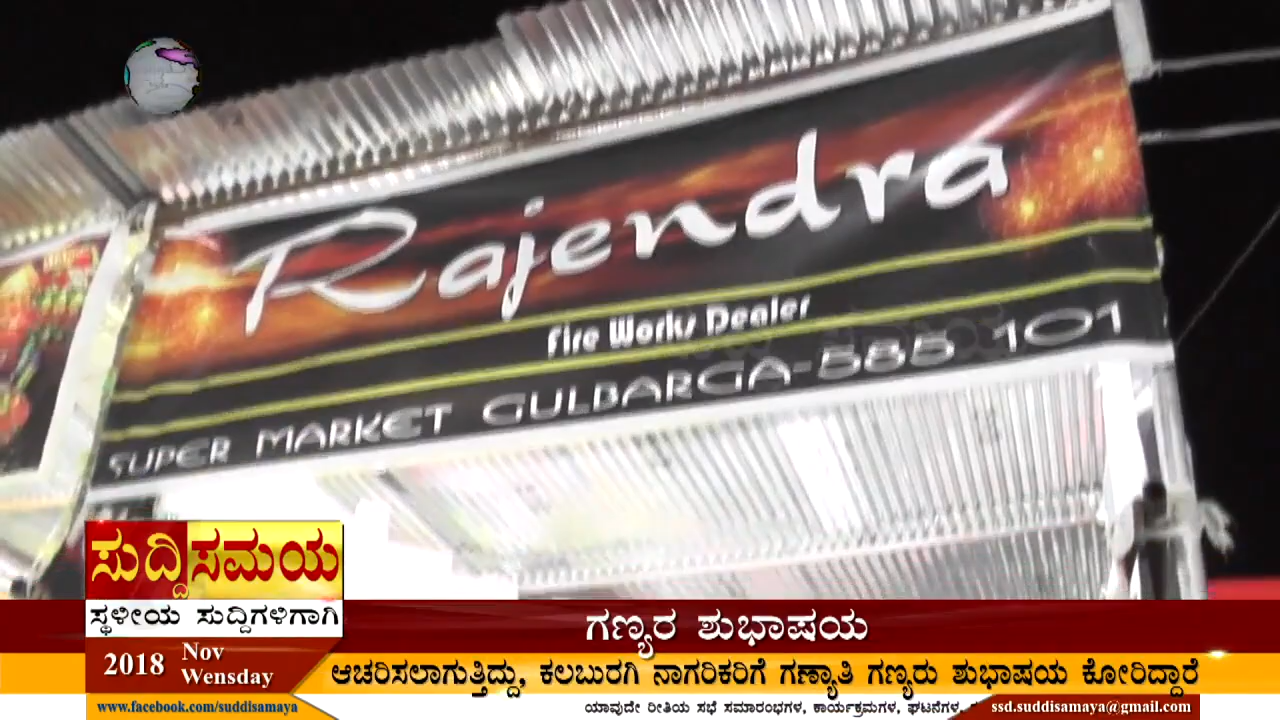 Rajendra
Fire Works Dealer
SUPER MARKET GULBARGA-585 101
ಸುದ್ದಿಸಮಯ
ಸ್ಥಳೀಯ ಸುದ್ದಿಗಳಿಗಾಗಿ
ಗಣ್ಯರ ಶುಭಾಷಯ
2018 Nov
Wensday
ಆಚರಿಸಲಾಗುತ್ತಿದ್ದು, ಕಲಬುರಗಿ ನಾಗರಿಕರಿಗೆ ಗಣ್ಯಾತಿ ಗಣ್ಯರು ಶುಭಾಷಯ ಕೋರಿದ್ದಾರೆ
www.facebook.com/suddisamaya
ಯಾವುದೇ ರೀತಿಯ ಸಭೆ ಸಮಾರಂಭಗಳ, ಕಾರ್ಯಕ್ರಮಗಳ, ಘಟನೆಗಳ,
ssd.suddisamaya@gmail.com